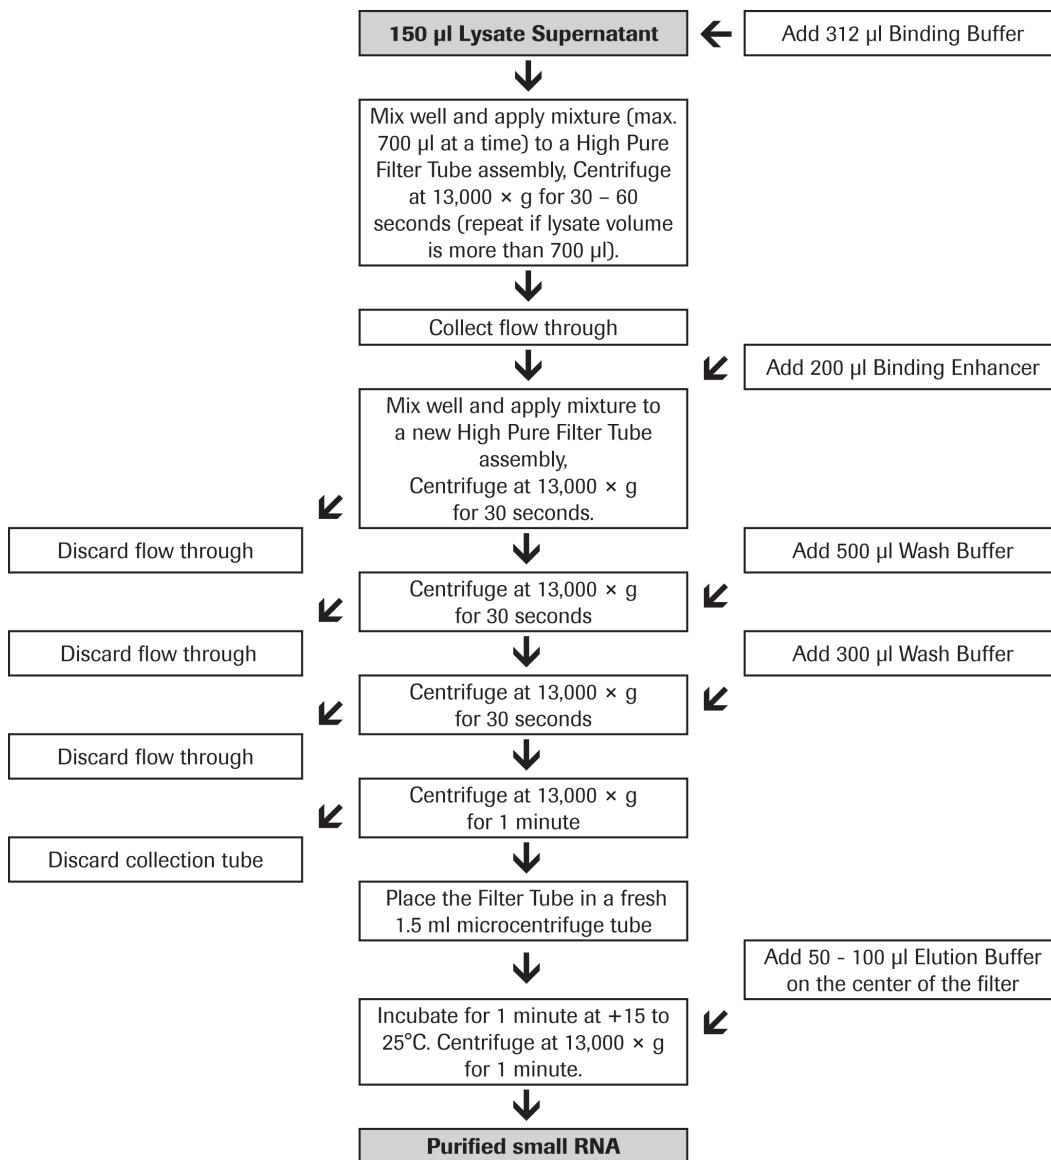 150 µl Lysate Supernatant
Add 312 µl Binding Buffer
Mix well and apply mixture (max.
700 µl at a time) to a High Pure
Filter Tube assembly, Centrifuge
at 13,000 × g for 30 – 60
seconds (repeat if lysate volume
is more than 700 µl).
Collect flow through
Add 200 µl Binding Enhancer
Mix well and apply mixture to
a new High Pure Filter Tube
assembly,
Centrifuge at 13,000 × g
for 30 seconds.
Discard flow through
Add 500 µl Wash Buffer
Centrifuge at 13,000 × g
for 30 seconds
Discard flow through
Add 300 µl Wash Buffer
Centrifuge at 13,000 × g
for 30 seconds
Discard flow through
Centrifuge at 13,000 × g
for 1 minute
Discard collection tube
Place the Filter Tube in a fresh
1.5 ml microcentrifuge tube
Add 50 - 100 µl Elution Buffer
on the center of the filter
Incubate for 1 minute at +15 to
25°C. Centrifuge at 13,000 × g
for 1 minute.
Purified small RNA